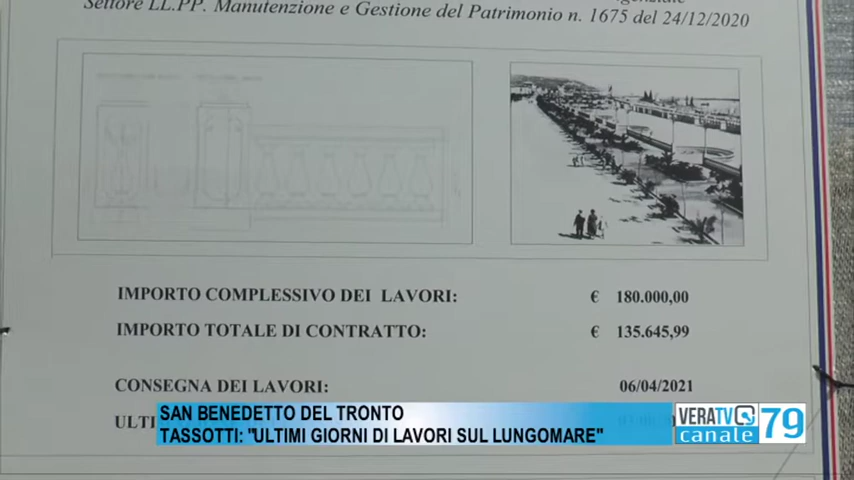 Settore LL.PP. Manutenzione e Gestione del Patrimonio n. 1675 del 24/12/2020
IMPORTO COMPLESSIVO DEI LAVORI: € 180.000,00
IMPORTO TOTALE DI CONTRATTO: € 135.645,99
CONSEGNA DEI LAVORI: 06/04/2021
SAN BENEDETTO DEL TRONTO
TASSOTTI: "ULTIMI GIORNI DI LAVORI SUL LUNGOMARE"
VERATV
canale 79